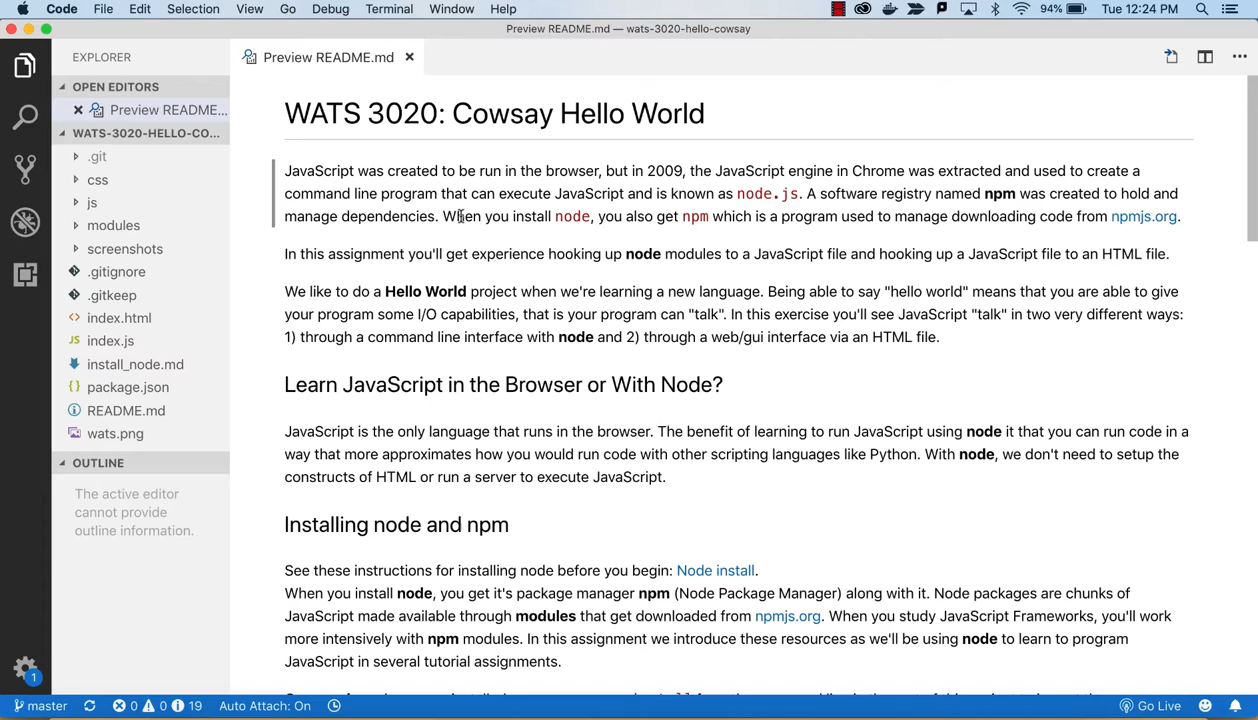 Code File Edit Selection View Go Debug Terminal Window Help 94% Tue 12:24 PM
Preview README.md — wats-3020-hello-cowsay
EXPLORER
Preview README.md
OPEN EDITORS
Preview README...
WATS-3020-HELLO-CO...
.git
css
js
modules
screenshots
.gitignore
.gitkeep
index.html
JS index.js
install_node.md
{} package.json
README.md
wats.png
OUTLINE
The active editor
cannot provide
outline information.
WATS 3020: Cowsay Hello World
JavaScript was created to be run in the browser, but in 2009, the JavaScript engine in Chrome was extracted and used to create a
command line program that can execute JavaScript and is known as node.js. A software registry named npm was created to hold and
manage dependencies. When you install node, you also get npm which is a program used to manage downloading code from npmjs.org.
In this assignment you'll get experience hooking up node modules to a JavaScript file and hooking up a JavaScript file to an HTML file.
We like to do a Hello World project when we're learning a new language. Being able to say "hello world" means that you are able to give
your program some I/O capabilities, that is your program can "talk". In this exercise you'll see JavaScript "talk" in two very different ways:
1) through a command line interface with node and 2) through a web/gui interface via an HTML file.
Learn JavaScript in the Browser or With Node?
JavaScript is the only language that runs in the browser. The benefit of learning to run JavaScript using node it that you can run code in a
way that more approximates how you would run code with other scripting languages like Python. With node, we don't need to setup the
constructs of HTML or run a server to execute JavaScript.
Installing node and npm
See these instructions for installing node before you begin: Node install.
When you install node, you get it's package manager npm (Node Package Manager) along with it. Node packages are chunks of
JavaScript made available through modules that get downloaded from npmjs.org. When you study JavaScript Frameworks, you'll work
more intensively with npm modules. In this assignment we introduce these resources as we'll be using node to learn to program
JavaScript in several tutorial assignments.
1
master 0 0 19 Auto Attach: On Go Live